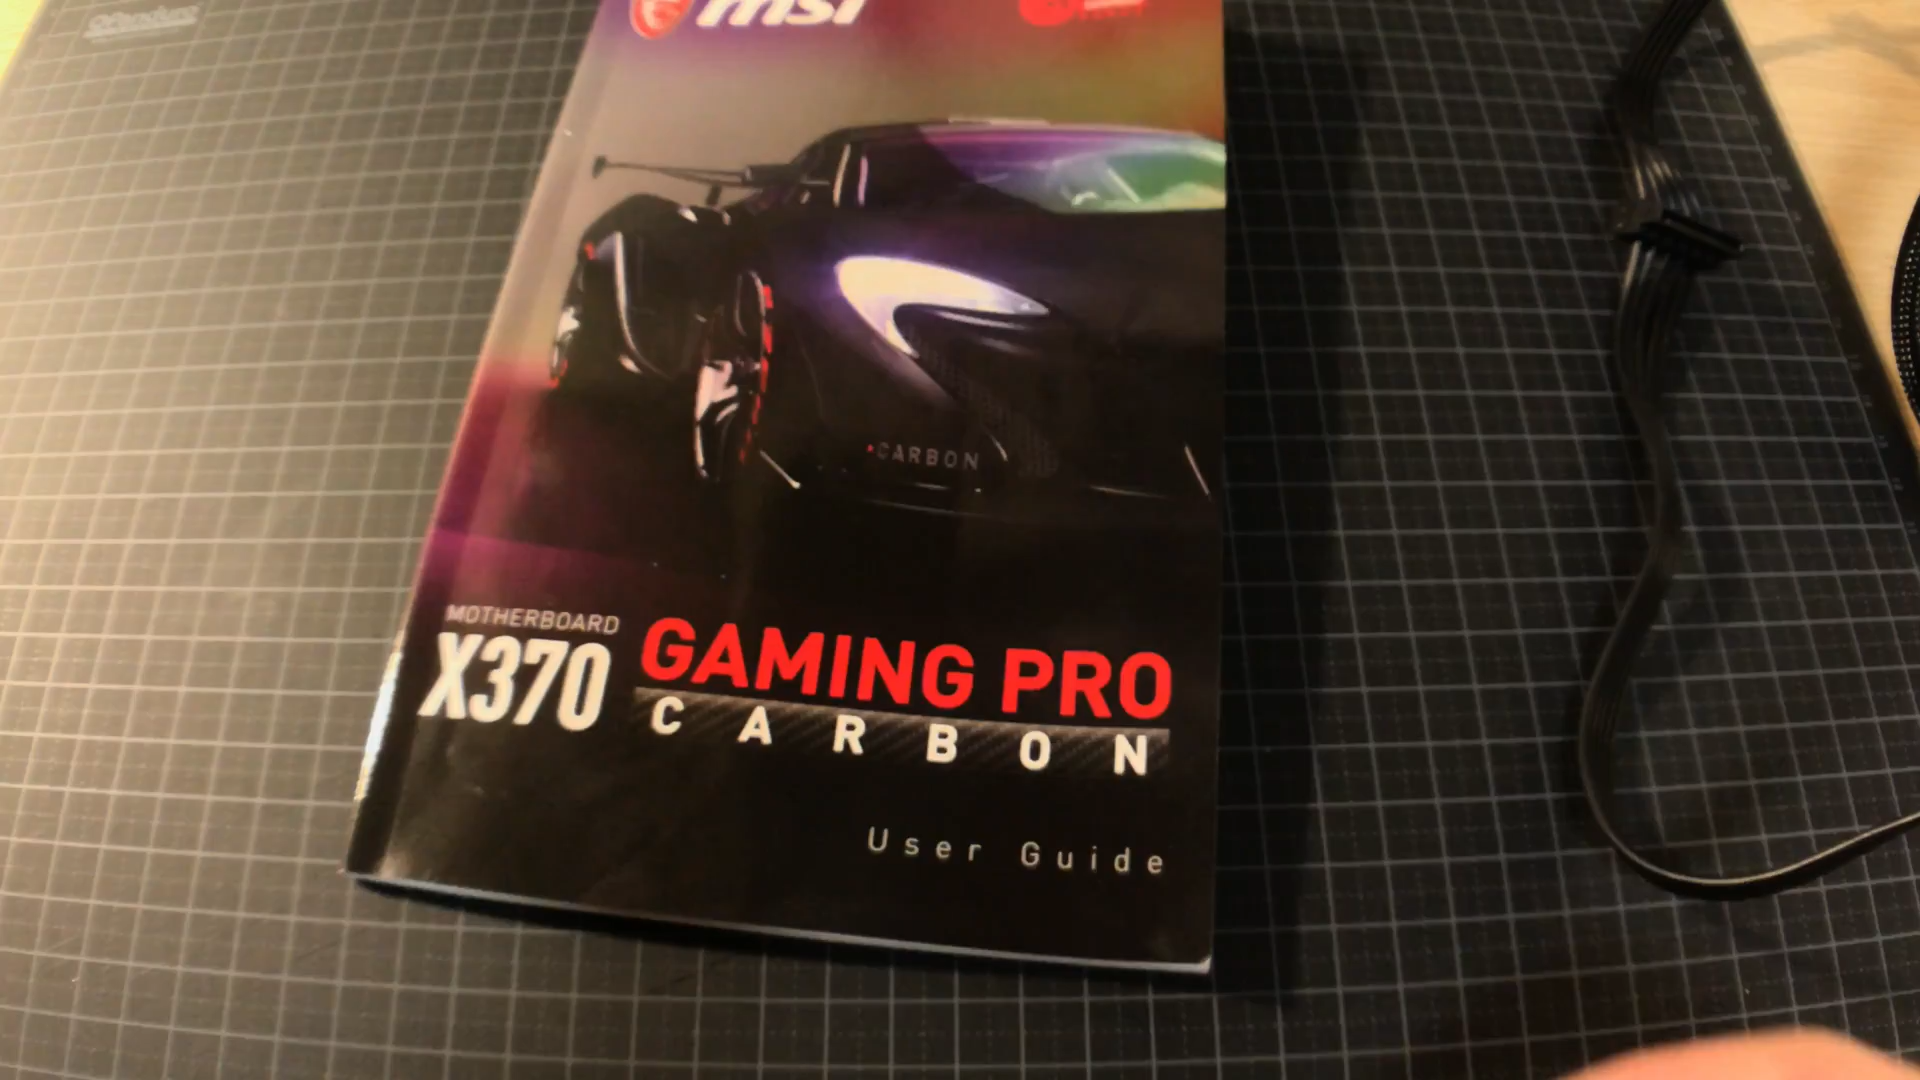 msi
CARBON
MOTHERBOARD
X370 GAMING PRO
CARBON
User Guide